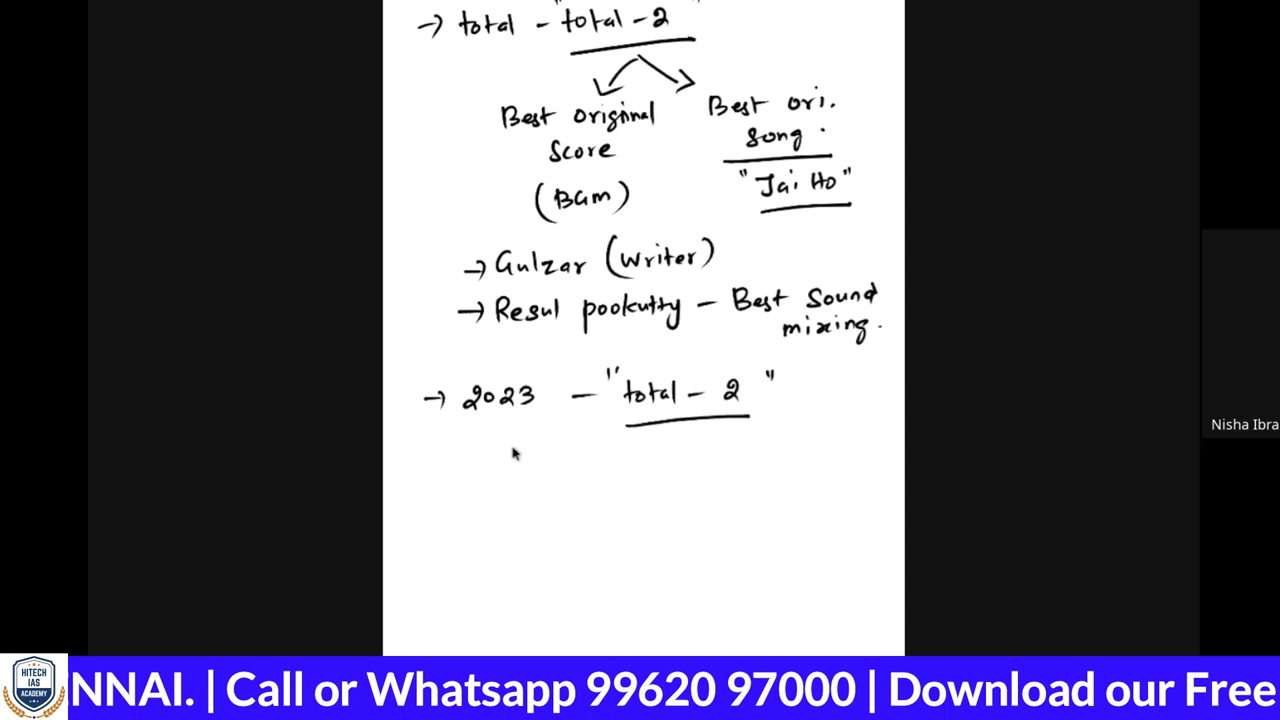 → total - "total - 2"
Best Original
Score
(BGM)
Best ori.
song.
"Jai Ho"
→ Gulzar (writer)
→ Resul pookutty - Best Sound
mixing.
→ 2023 - "total - 2"
Nisha Ibra
HITECH
IAS
ACADEMY
NNAI. | Call or Whatsapp 99620 97000 | Download our Free